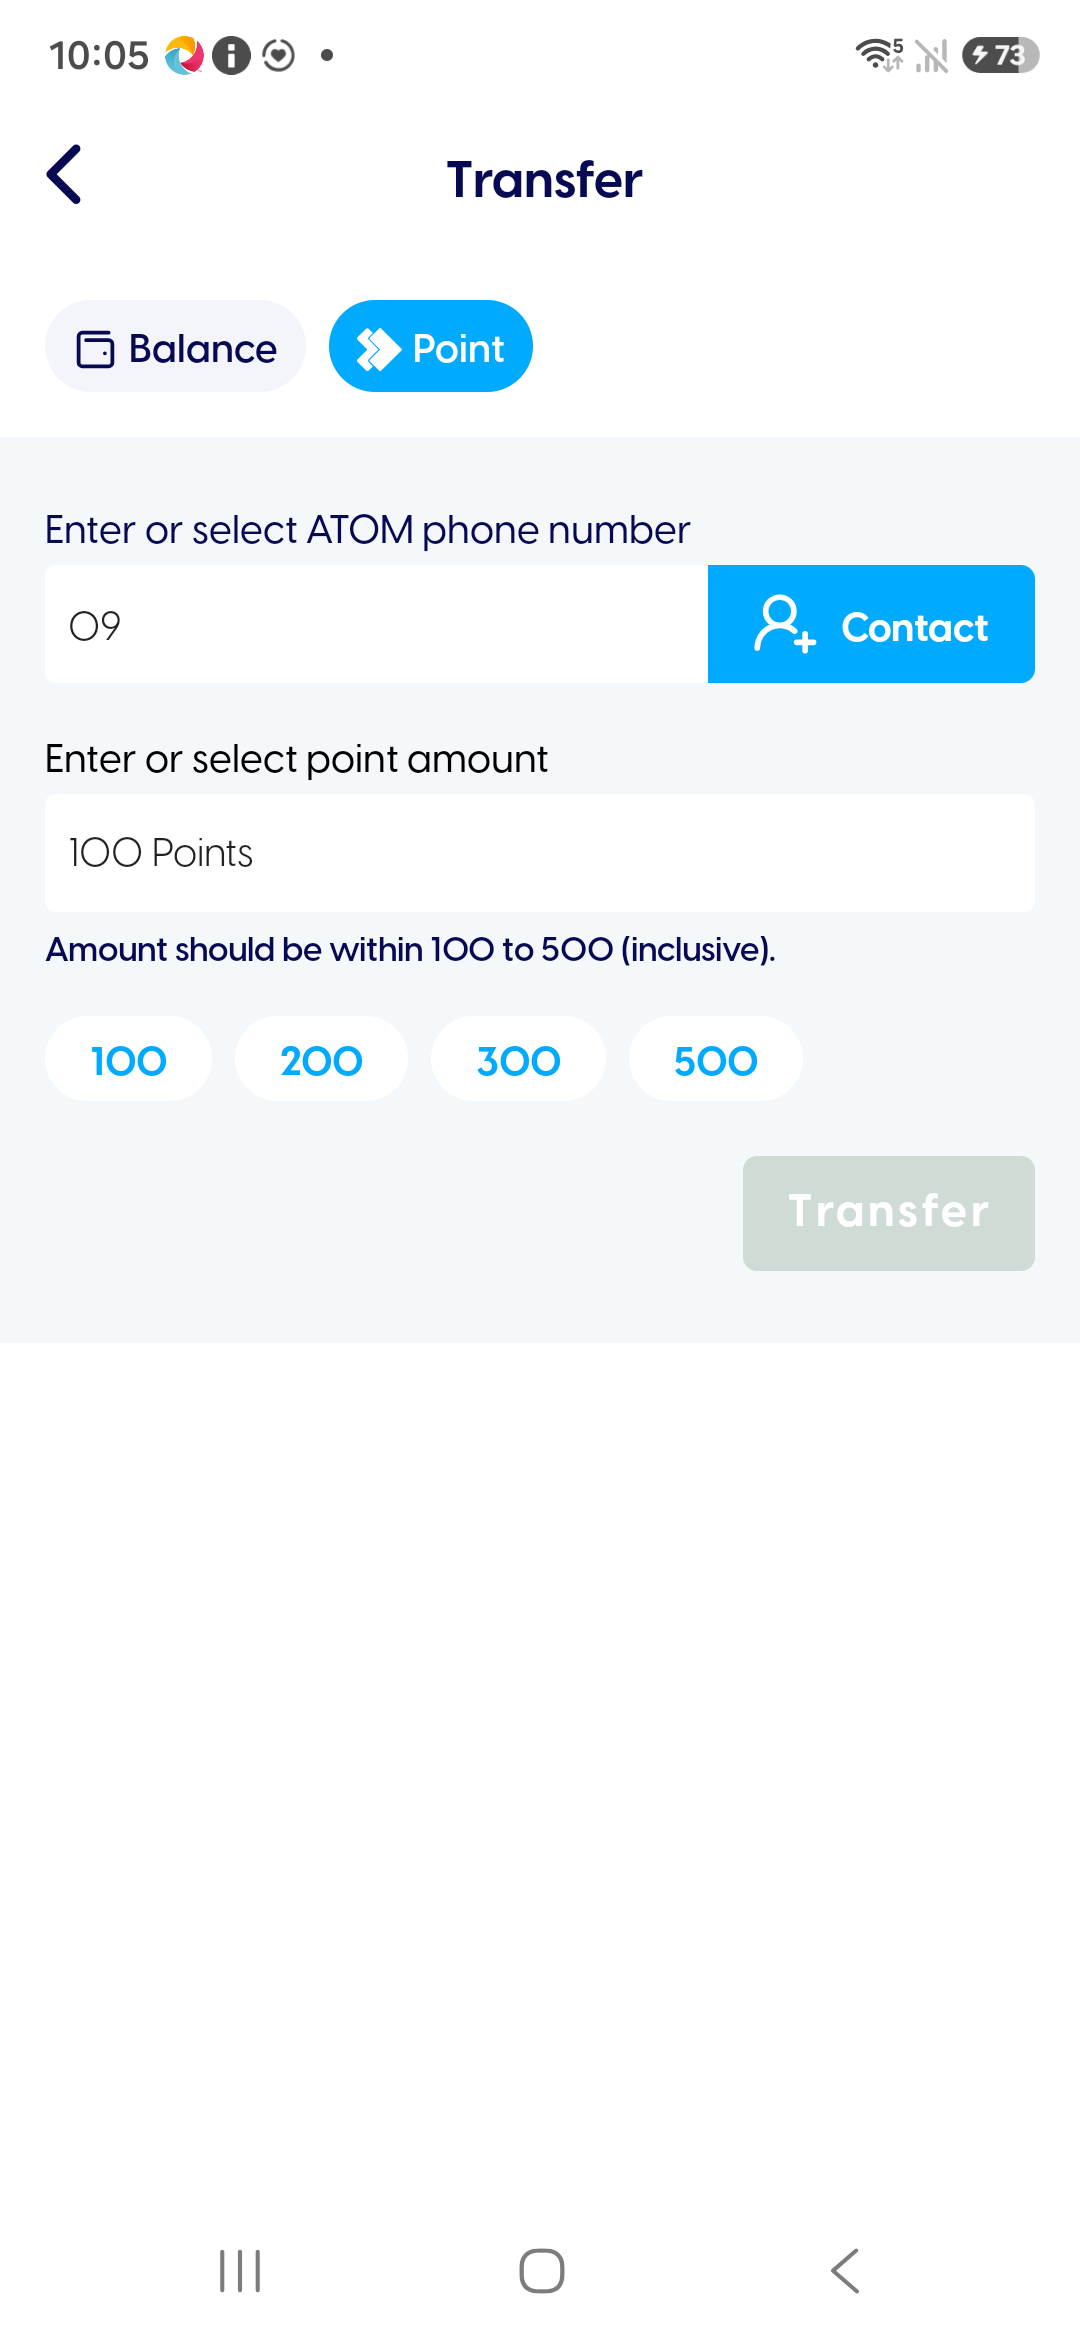 10:05
5
73
Transfer
Balance
Point
Enter or select ATOM phone number
09
Contact
Enter or select point amount
100 Points
Amount should be within 100 to 500 (inclusive).
100
200
300
500
Transfer